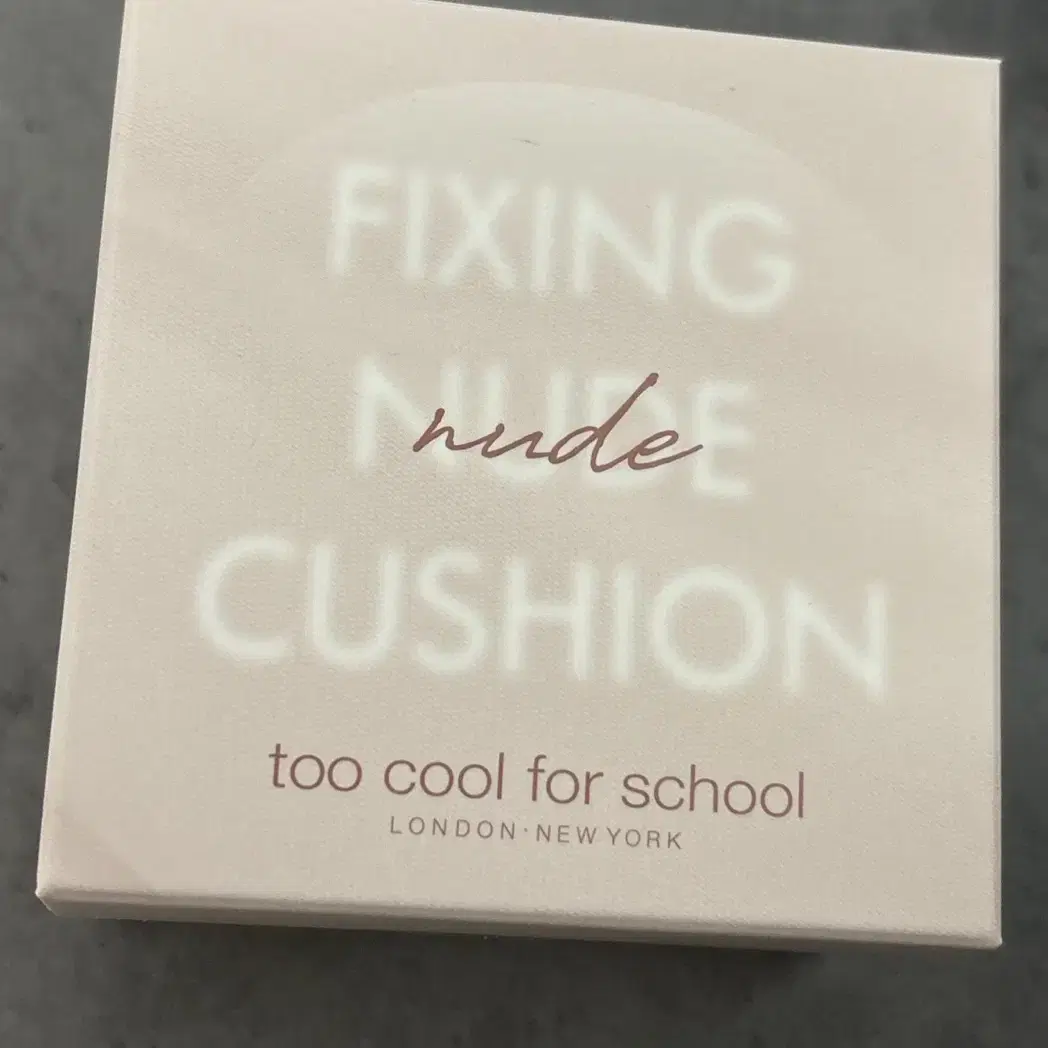 FIXING
NUDE
nude
CUSHION
too cool for school
LONDON·NEW YORK